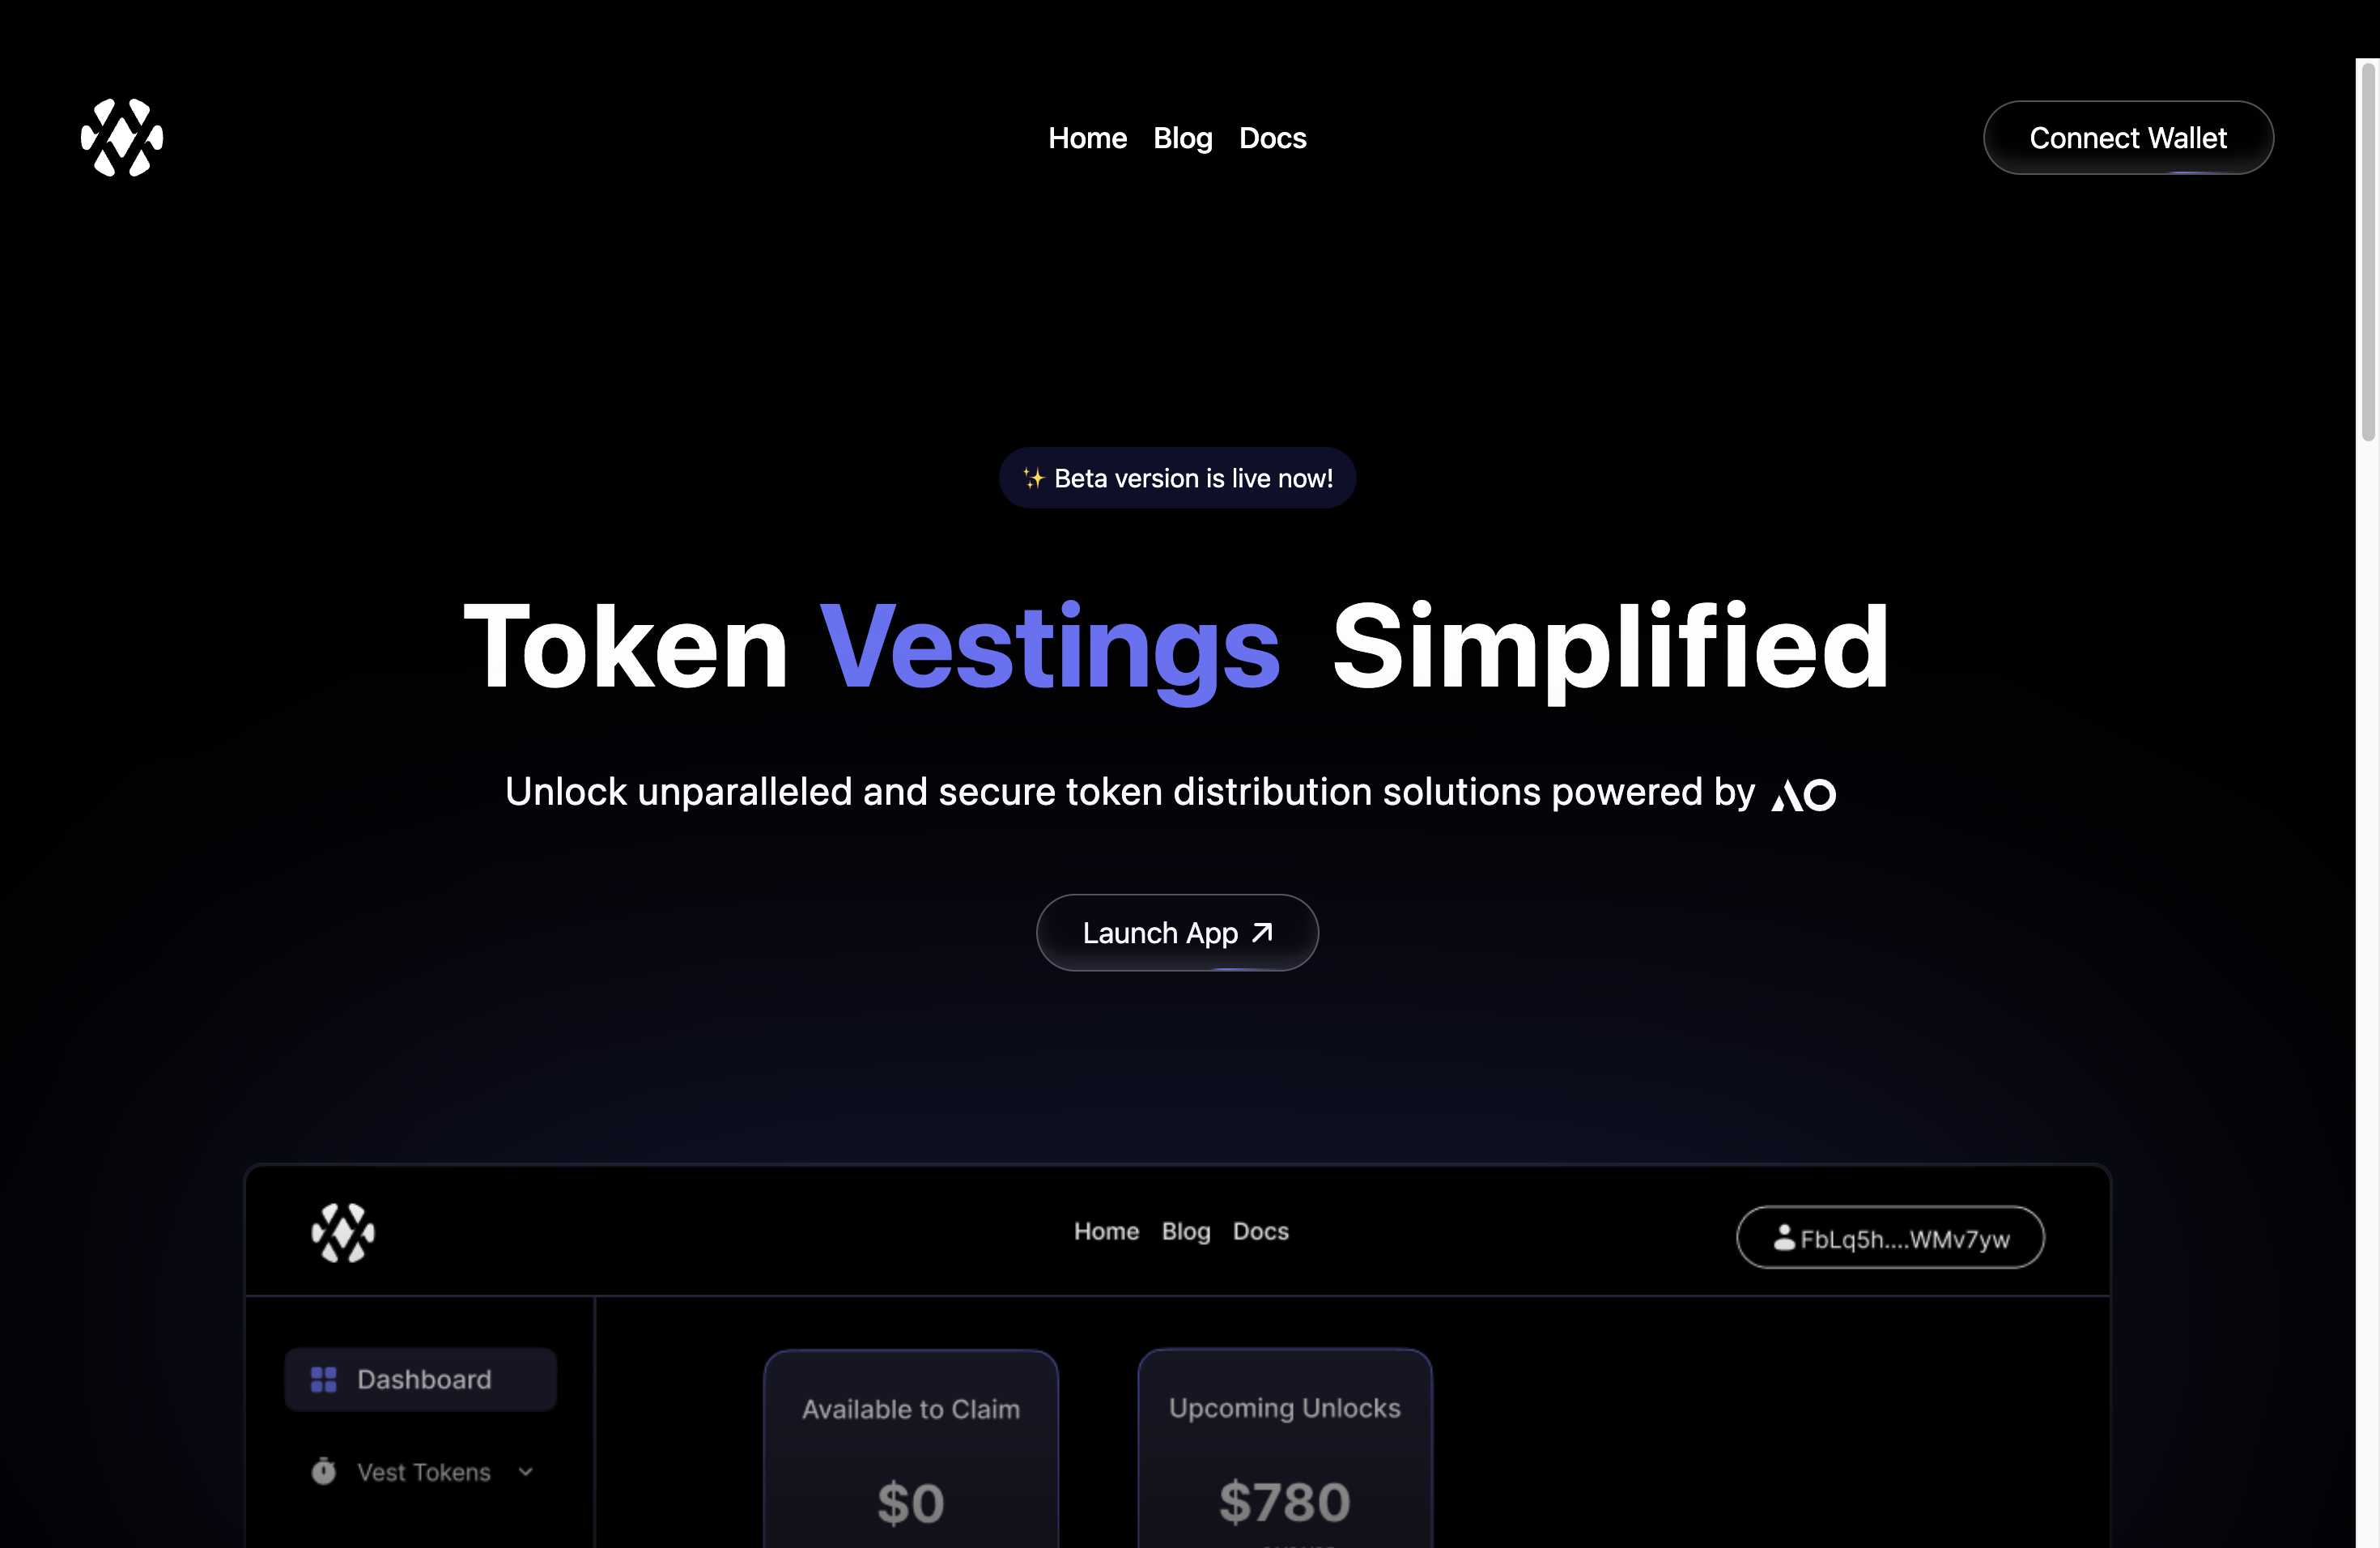 Home Blog Docs
Connect Wallet
✨ Beta version is live now!
Token Vestings Simplified
Unlock unparalleled and secure token distribution solutions powered by AO
Launch App
Home Blog Docs
FbLq5h....WMv7yw
Dashboard
Vest Tokens
Available to Claim
$0
Upcoming Unlocks
$780